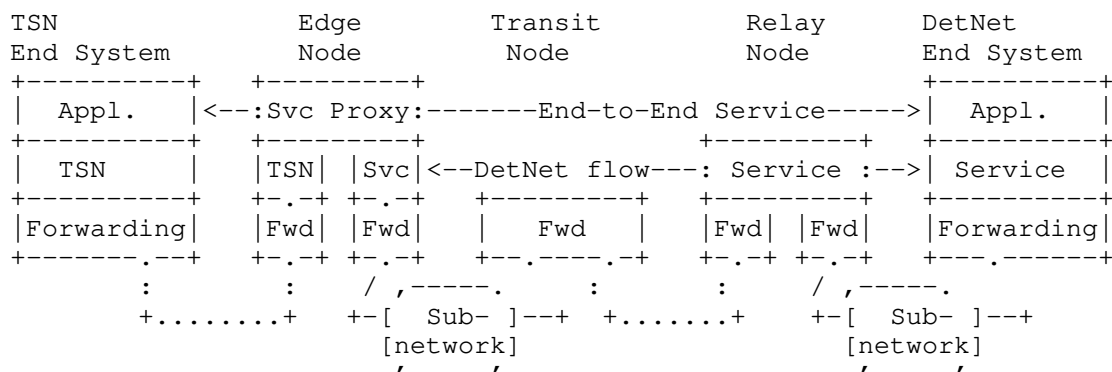 TSN Edge Transit Relay DetNet
End System Node Node Node End System
+----------+ +---------+ +----------+
| Appl. |<--:Svc Proxy:-------End-to-End Service----->| Appl. |
+----------+ +---------+ +---------+ +----------+
| TSN | |TSN| |Svc|<--DetNet flow---: Service :-->| Service |
+----------+ +-.-+ +-.-+ +---------+ +---------+ +----------+
|Forwarding| |Fwd| |Fwd| | Fwd | |Fwd| |Fwd| |Forwarding|
+-------.--+ +-.-+ +-.-+ +--.----.-+ +-.-+ +-.-+ +---.------+
: : / ,-----. : : / ,-----.
+........+ +-[ Sub- ]--+ +.......+ +-[ Sub- ]--+
[network] [network]